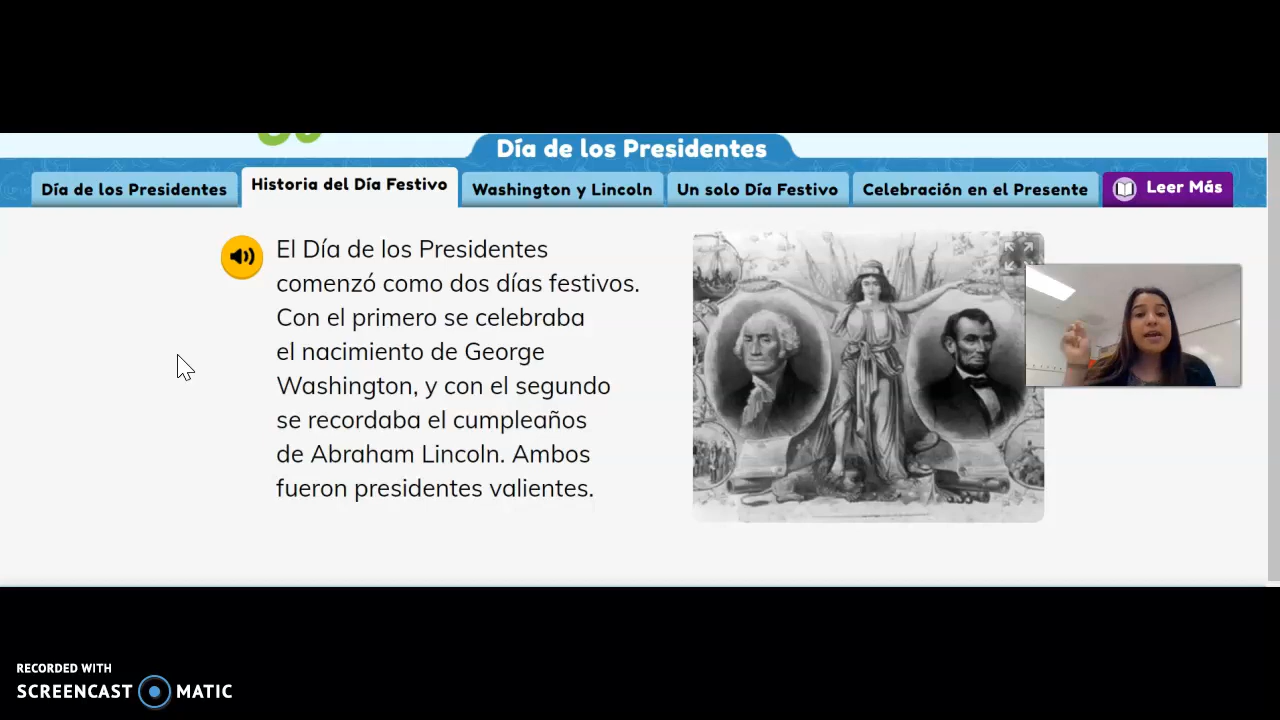 Día de los Presidentes
Día de los Presidentes
Historia del Día Festivo
Washington y Lincoln
Un solo Día Festivo
Celebración en el Presente
Leer Más
El Día de los Presidentes
comenzó como dos días festivos.
Con el primero se celebraba
el nacimiento de George
Washington, y con el segundo
se recordaba el cumpleaños
de Abraham Lincoln. Ambos
fueron presidentes valientes.
RECORDED WITH
SCREENCAST MATIC